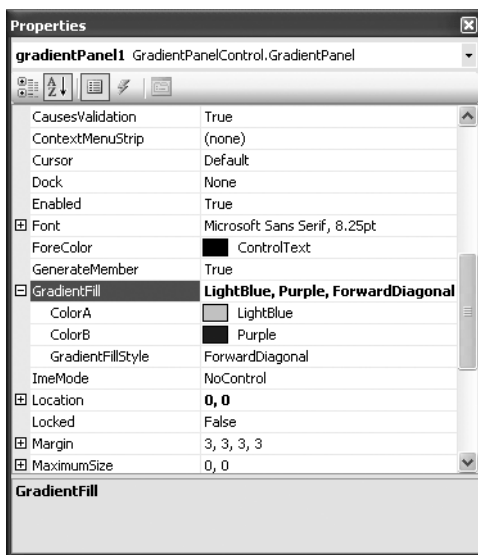 Properties
gradientPanel1 GradientPanelControl.GradientPanel
CausesValidation True
ContextMenuStrip (none)
Cursor Default
Dock None
Enabled True
Font Microsoft Sans Serif, 8.25pt
ForeColor ControlText
GenerateMember True
GradientFill LightBlue, Purple, ForwardDiagonal
ColorA LightBlue
ColorB Purple
GradientFillStyle ForwardDiagonal
ImeMode NoControl
Location 0, 0
Locked False
Margin 3, 3, 3, 3
MaximumSize 0, 0
GradientFill